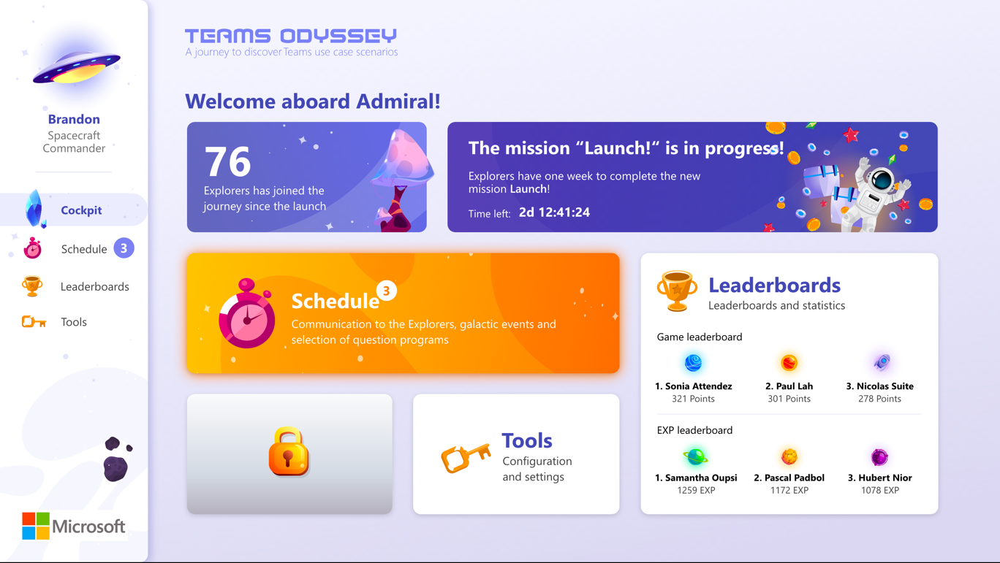 TEAMS ODYSSEY
A journey to discover Teams use case scenarios
Brandon
Spacecraft
Commander
Cockpit
Schedule 3
Leaderboards
Tools
Microsoft
Welcome aboard Admiral!
76
Explorers has joined the
journey since the launch
The mission “Launch!“ is in progress!
Explorers have one week to complete the new
mission Launch!
Time left: 2d 12:41:24
Schedule 3
Communication to the Explorers, galactic events and
selection of question programs
Tools
Configuration
and settings
Leaderboards
Leaderboards and statistics
Game leaderboard
1. Sonia Attendez 2. Paul Lah 3. Nicolas Suite
321 Points 301 Points 278 Points
EXP leaderboard
1. Samantha Oupsi 2. Pascal Padbol 3. Hubert Nior
1259 EXP 1172 EXP 1078 EXP